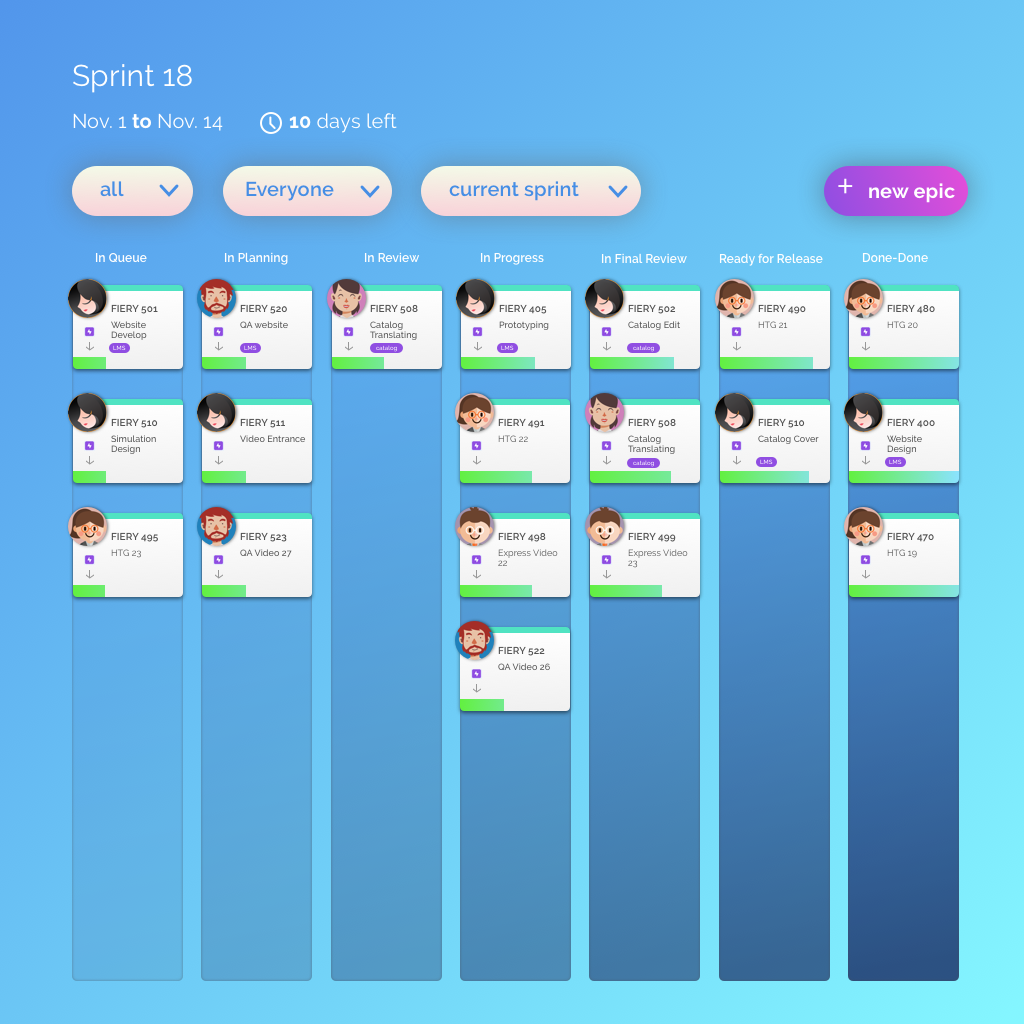 Sprint 18
Nov. 1 to Nov. 14
10 days left
all
Everyone
current sprint
+ new epic
In Queue
In Planning
In Review
In Progress
In Final Review
Ready for Release
Done-Done
FIERY 501
Website
Develop
LMS
FIERY 520
QA website
LMS
FIERY 508
Catalog
Translating
catalog
FIERY 405
Prototyping
LMS
FIERY 502
Catalog Edit
catalog
FIERY 490
HTG 21
FIERY 480
HTG 20
FIERY 510
Simulation
Design
FIERY 511
Video Entrance
FIERY 491
HTG 22
FIERY 508
Catalog
Translating
catalog
FIERY 510
Catalog Cover
LMS
FIERY 400
Website
Design
LMS
FIERY 495
HTG 23
FIERY 523
QA Video 27
FIERY 498
Express Video
22
FIERY 499
Express Video
23
FIERY 470
HTG 19
FIERY 522
QA Video 26